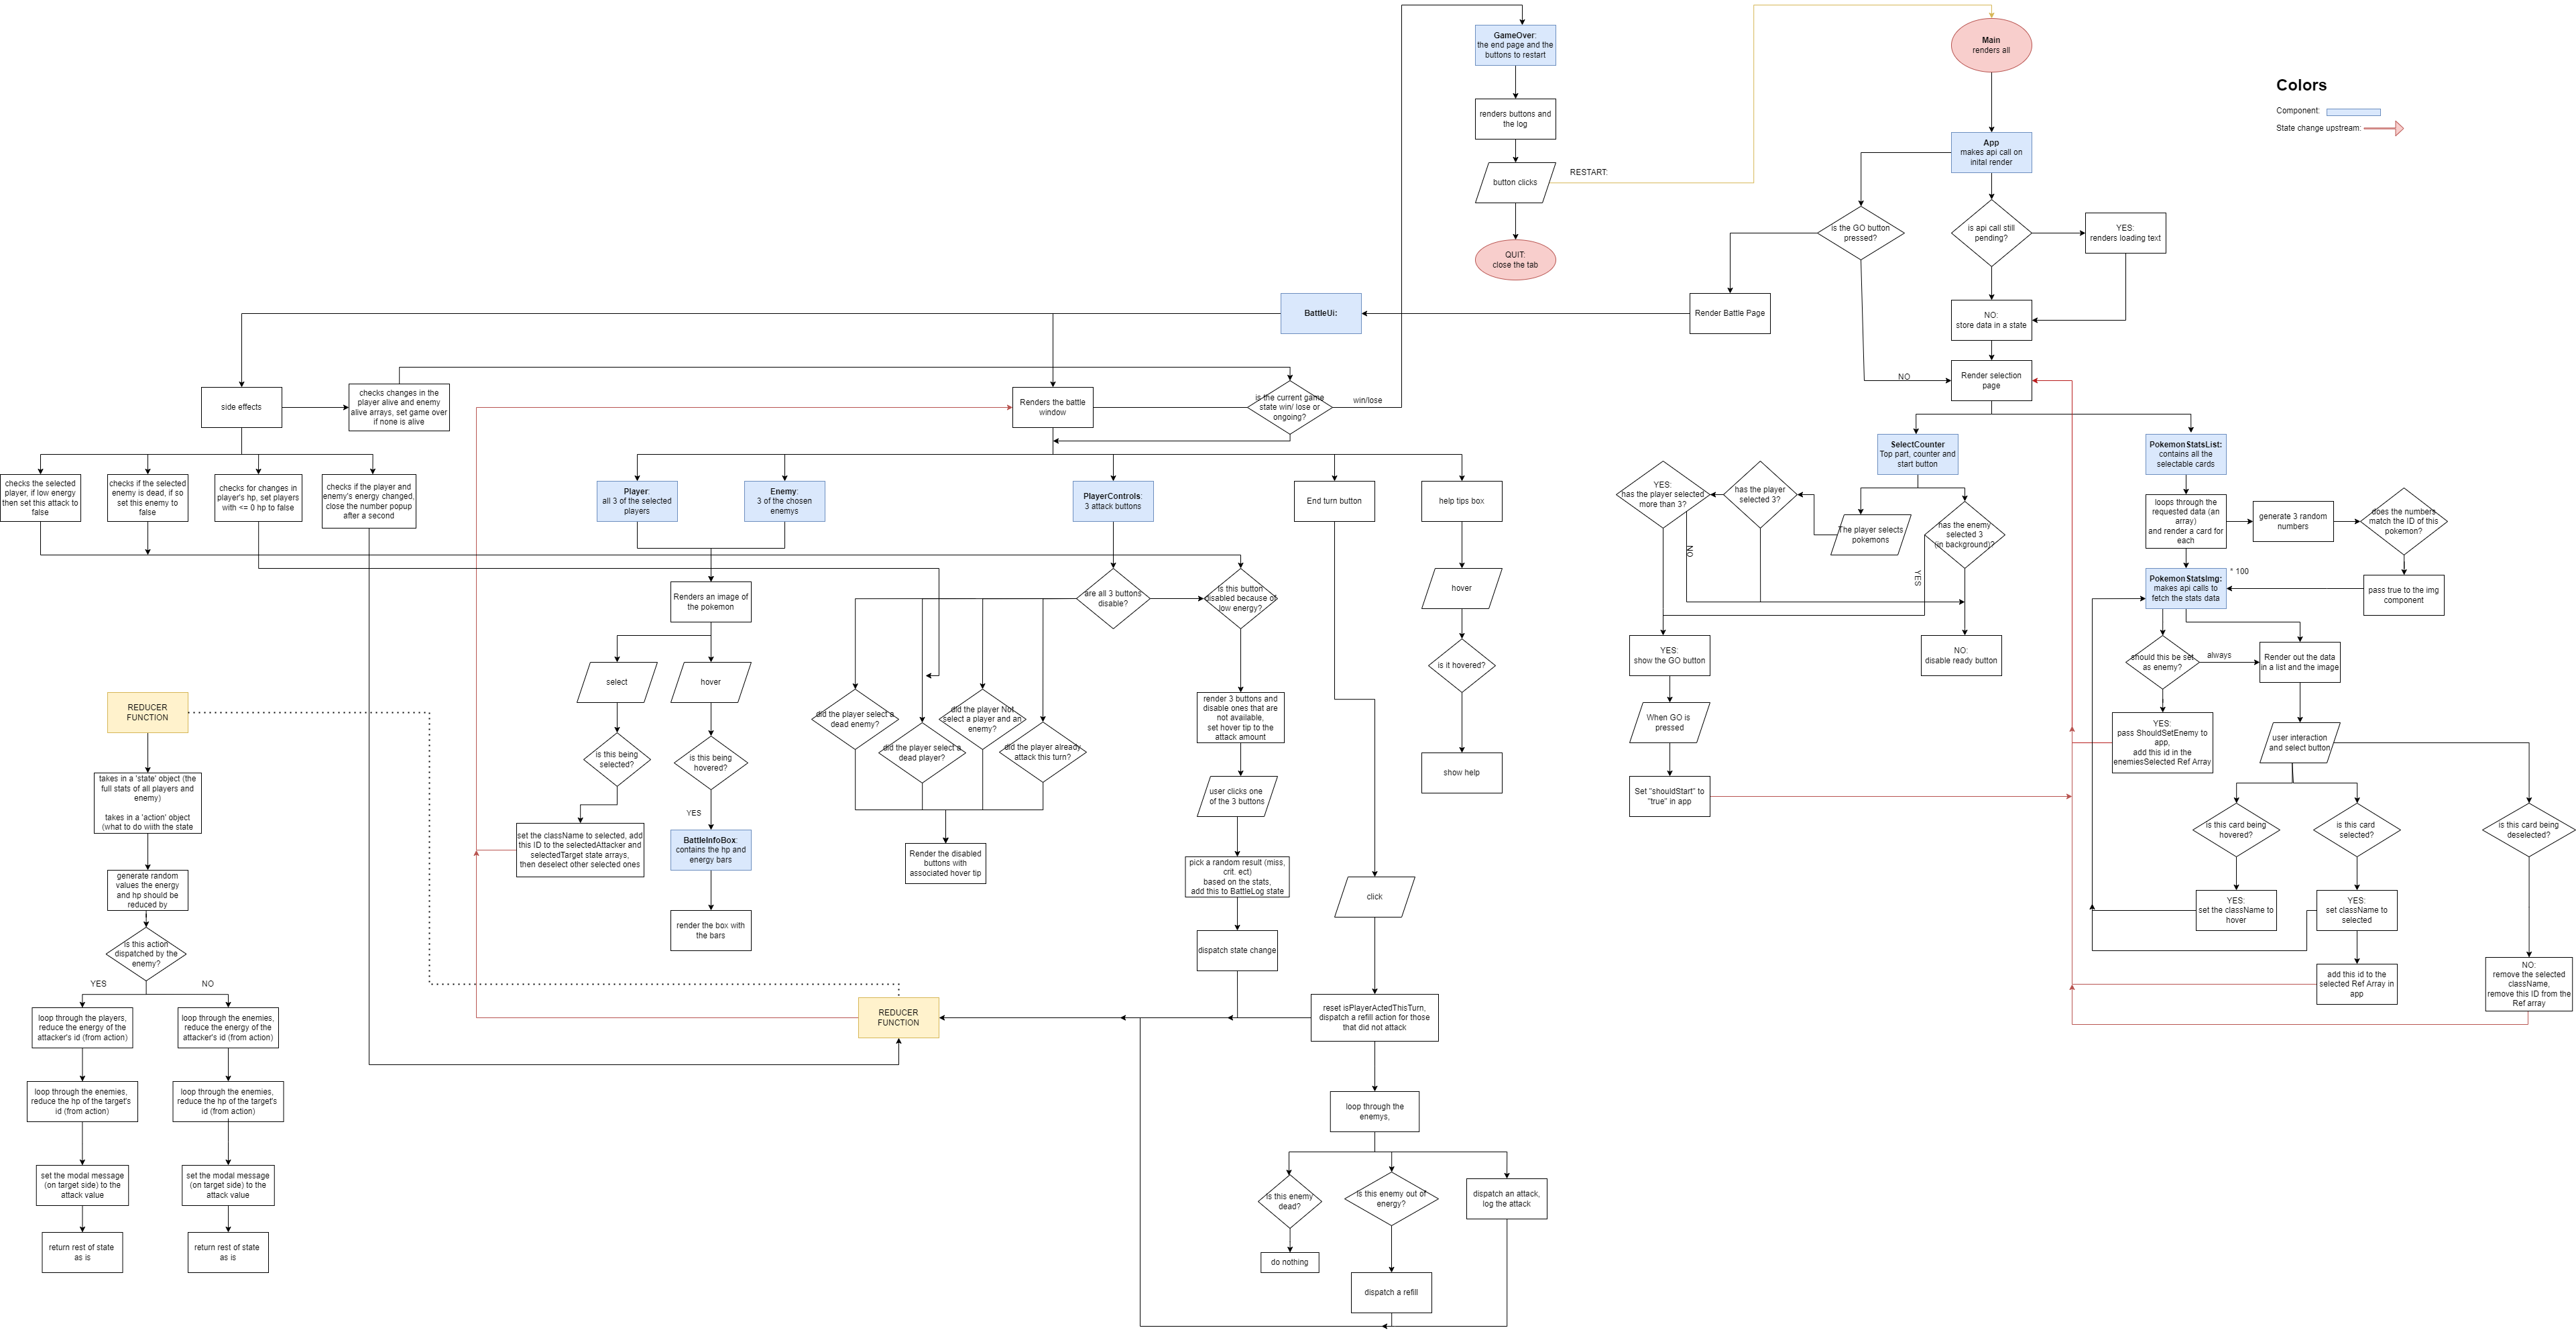 GameOver:
the end page and the
buttons to restart
Main
renders all
Colors
Component:
State change upstream:
renders buttons and
the log
App
makes api call on
inital render
button clicks
RESTART:
is the GO button
pressed?
is api call still
pending?
YES:
renders loading text
QUIT:
close the tab
BattleUi:
Render Battle Page
NO:
store data in a state
NO
Render selection
page
side effects
checks changes in the
player alive and enemy
alive arrays, set game over
if none is alive
Renders the battle
window
is the current game
state win/ lose or
ongoing?
win/lose
checks the selected
player, if low energy
then set this attack to
false
checks if the selected
enemy is dead, if so
set this enemy to
false
checks for changes in
player's hp, set players
with <= 0 hp to false
checks if the player and
enemy's energy changed,
close the number popup
after a second
Player:
all 3 of the selected
players
Enemy:
3 of the chosen
enemys
PlayerControls:
3 attack buttons
End turn button
help tips box
SelectCounter
Top part, counter and
start button
PokemonStatsList:
contains all the
selectable cards
YES:
has the player selected
more than 3?
has the player
selected 3?
The player selects
pokemons
has the enemy
selected 3
(in background)?
NO
YES
loops through the
requested data (an
array)
and render a card for
each
generate 3 random
numbers
does the numbers
match the ID of this
pokemon?
PokemonStatsImg:
makes api calls to
fetch the stats data
* 100
pass true to the img
component
Renders an image of
the pokemon
are all 3 buttons
disable?
Is this button
disabled because of
low energy?
hover
is it hovered?
show help
YES:
show the GO button
NO:
disable ready button
should this be set
as enemy?
always
Render out the data
in a list and the image
select
hover
is this being
selected?
is this being
hovered?
YES
did the player select a
dead enemy?
did the player select a
dead player?
did the player Not
select a player and an
enemy?
did the player already
attack this turn?
render 3 buttons and
disable ones that are
not available,
set hover tip to the
attack amount
When GO is
pressed
YES:
pass ShouldSetEnemy to
app,
add this id in the
enemiesSelected Ref Array
user interaction
and select button
REDUCER
FUNCTION
takes in a 'state' object (the
full stats of all players and
enemy)
takes in a 'action' object
(what to do wiith the state
user clicks one
of the 3 buttons
Set "shouldStart" to
"true" in app
is this card being
hovered?
is this card
selected?
is this card being
deselected?
set the className to selected, add
this ID to the selectedAttacker and
selectedTarget state arrays,
then deselect other selected ones
BattleInfoBox:
contains the hp and
energy bars
Render the disabled
buttons with
associated hover tip
pick a random result (miss,
crit. ect)
based on the stats,
add this to BattleLog state
click
generate random
values the energy
and hp should be
reduced by
render the box with
the bars
YES:
set the className to
hover
YES:
set className to
selected
Is this action
dispatched by the
enemy?
YES
NO
dispatch state change
add this id to the
selected Ref Array in
app
NO:
remove the selected
className,
remove this ID from the
Ref array
loop through the players,
reduce the energy of the
attacker's id (from action)
loop through the enemies,
reduce the energy of the
attacker's id (from action)
REDUCER
FUNCTION
reset isPlayerActedThisTurn,
dispatch a refill action for those
that did not attack
loop through the enemies,
reduce the hp of the target's
id (from action)
loop through the enemies,
reduce the hp of the target's
id (from action)
loop through the
enemys,
set the modal message
(on target side) to the
attack value
set the modal message
(on target side) to the
attack value
Is this enemy
dead?
Is this enemy out of
energy?
dispatch an attack,
log the attack
return rest of state
as is
return rest of state
as is
do nothing
dispatch a refill